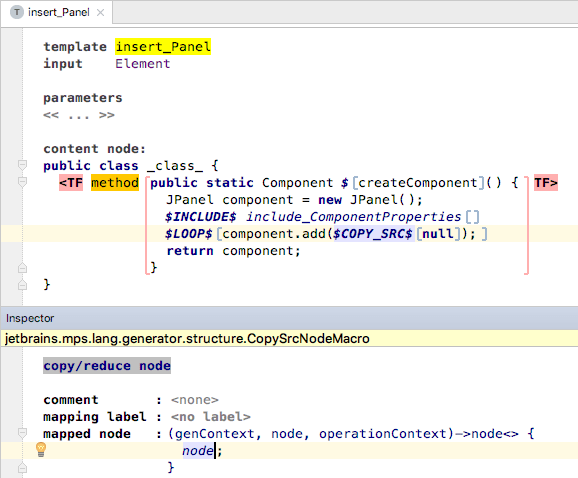 T insert_Panel ×
template insert_Panel
input Element
parameters
<< ... >>
content node:
public class _class_ {
<TF method [public static Component $[createComponent]() { ] TF>
JPanel component = new JPanel();
$INCLUDE$ include_ComponentProperties[]
$LOOP$[component.add($COPY_SRC$[null]);]
return component;
}
}
Inspector
jetbrains.mps.lang.generator.structure.CopySrcNodeMacro
copy/reduce node
comment : <none>
mapping label : <no label>
mapped node : (genContext, node, operationContext)->node<> {
node;
}